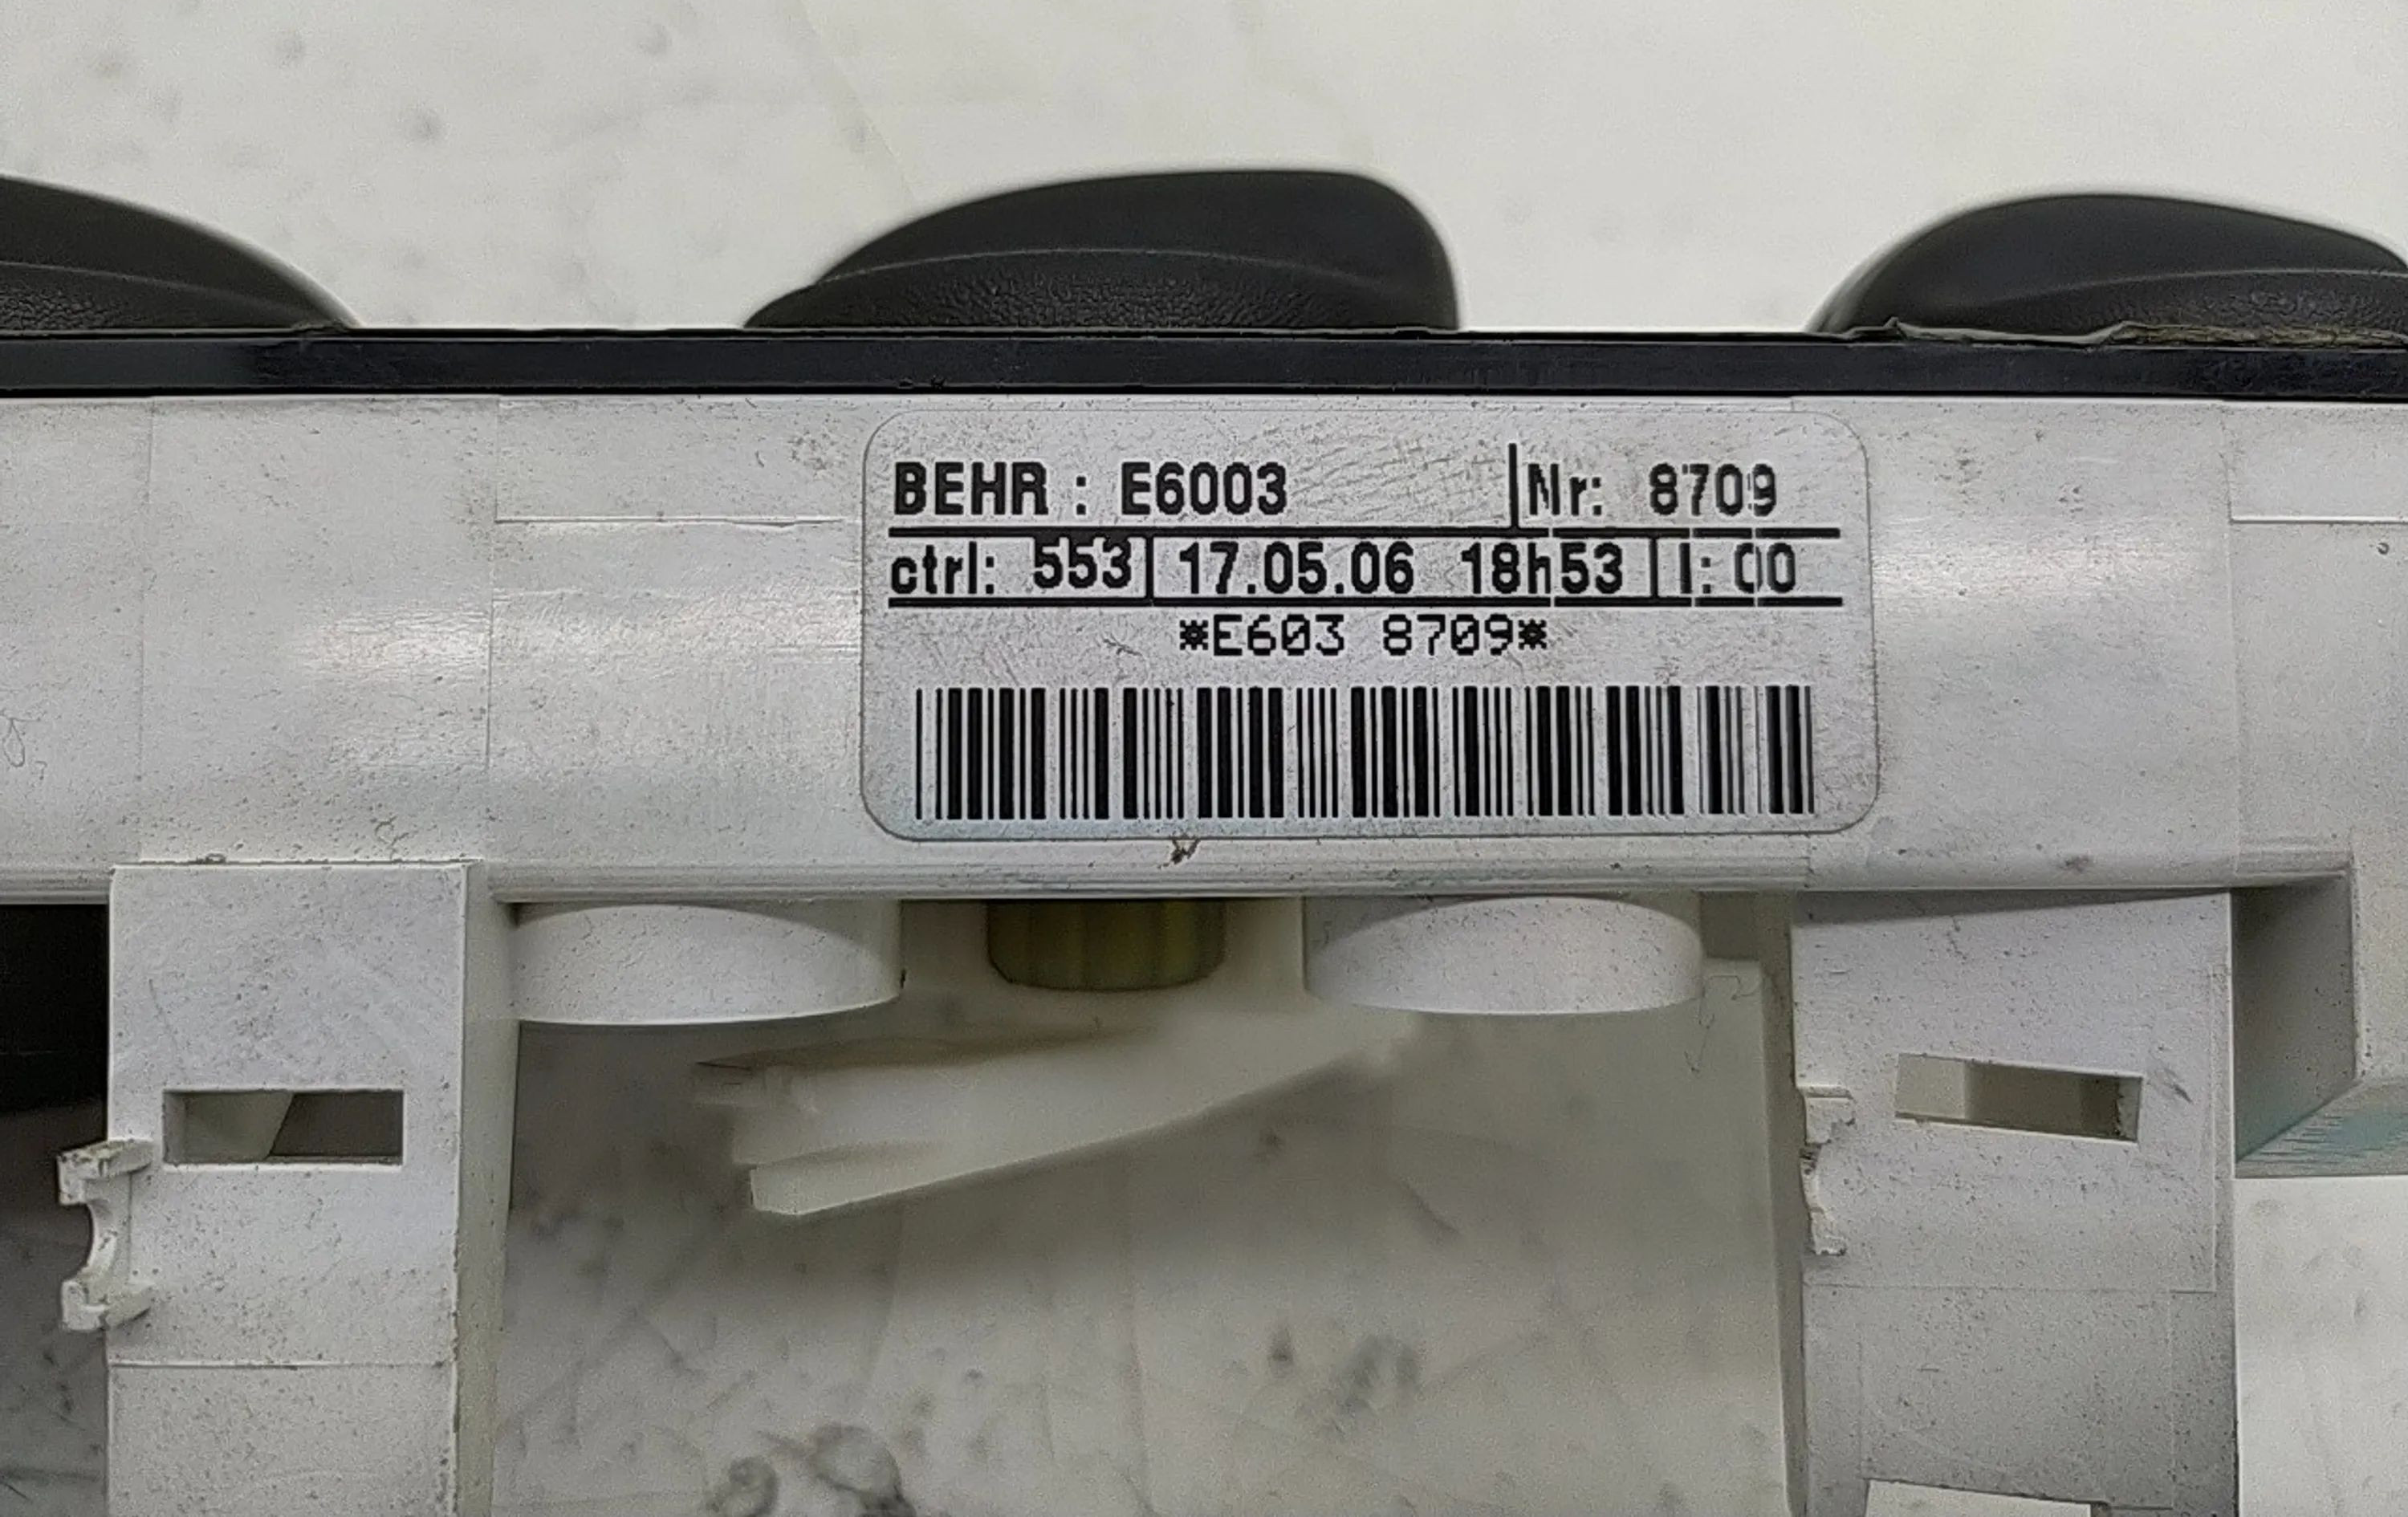 BEHR : E6003 Nr: 8709
ctrl: 553 17.05.06 18h53 I: 00
*E603 8709*